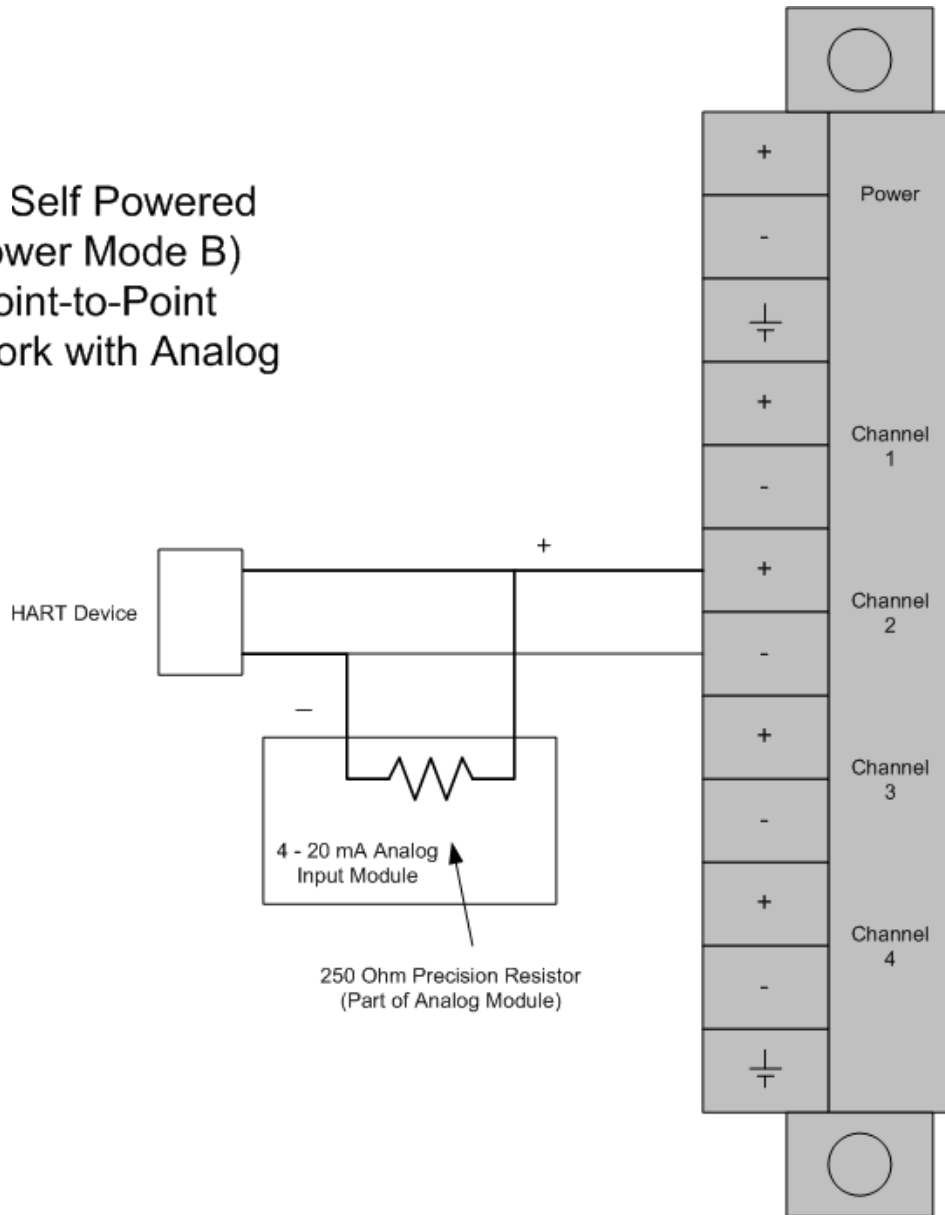 Self Powered
ower Mode B)
oint-to-Point
ork with Analog
+
Power
-
+
Channel
1
-
+
+
Channel
2
HART Device
-
–
+
Channel
3
-
4 - 20 mA Analog
Input Module
+
Channel
4
250 Ohm Precision Resistor
(Part of Analog Module)
-